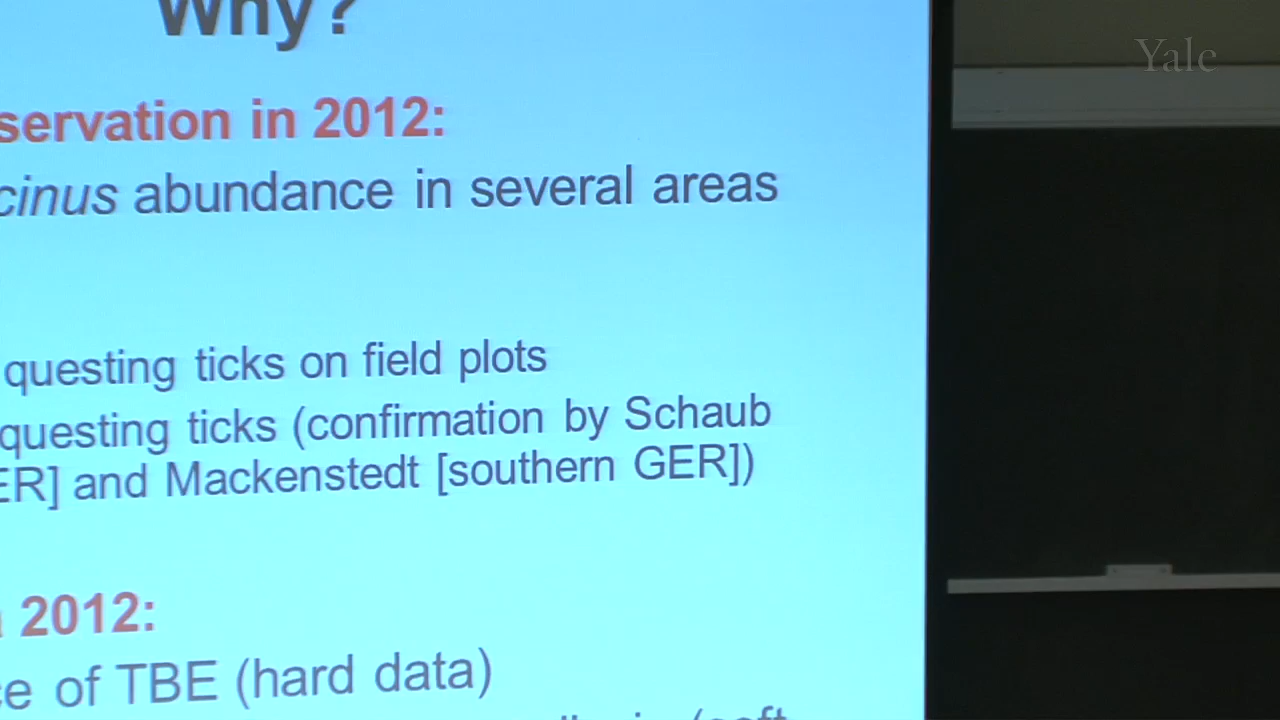 Why?
Yale
servation in 2012:
cinus abundance in several areas
questing ticks on field plots
questing ticks (confirmation by Schaub
ER] and Mackenstedt [southern GER])
2012:
ce of TBE (hard data)